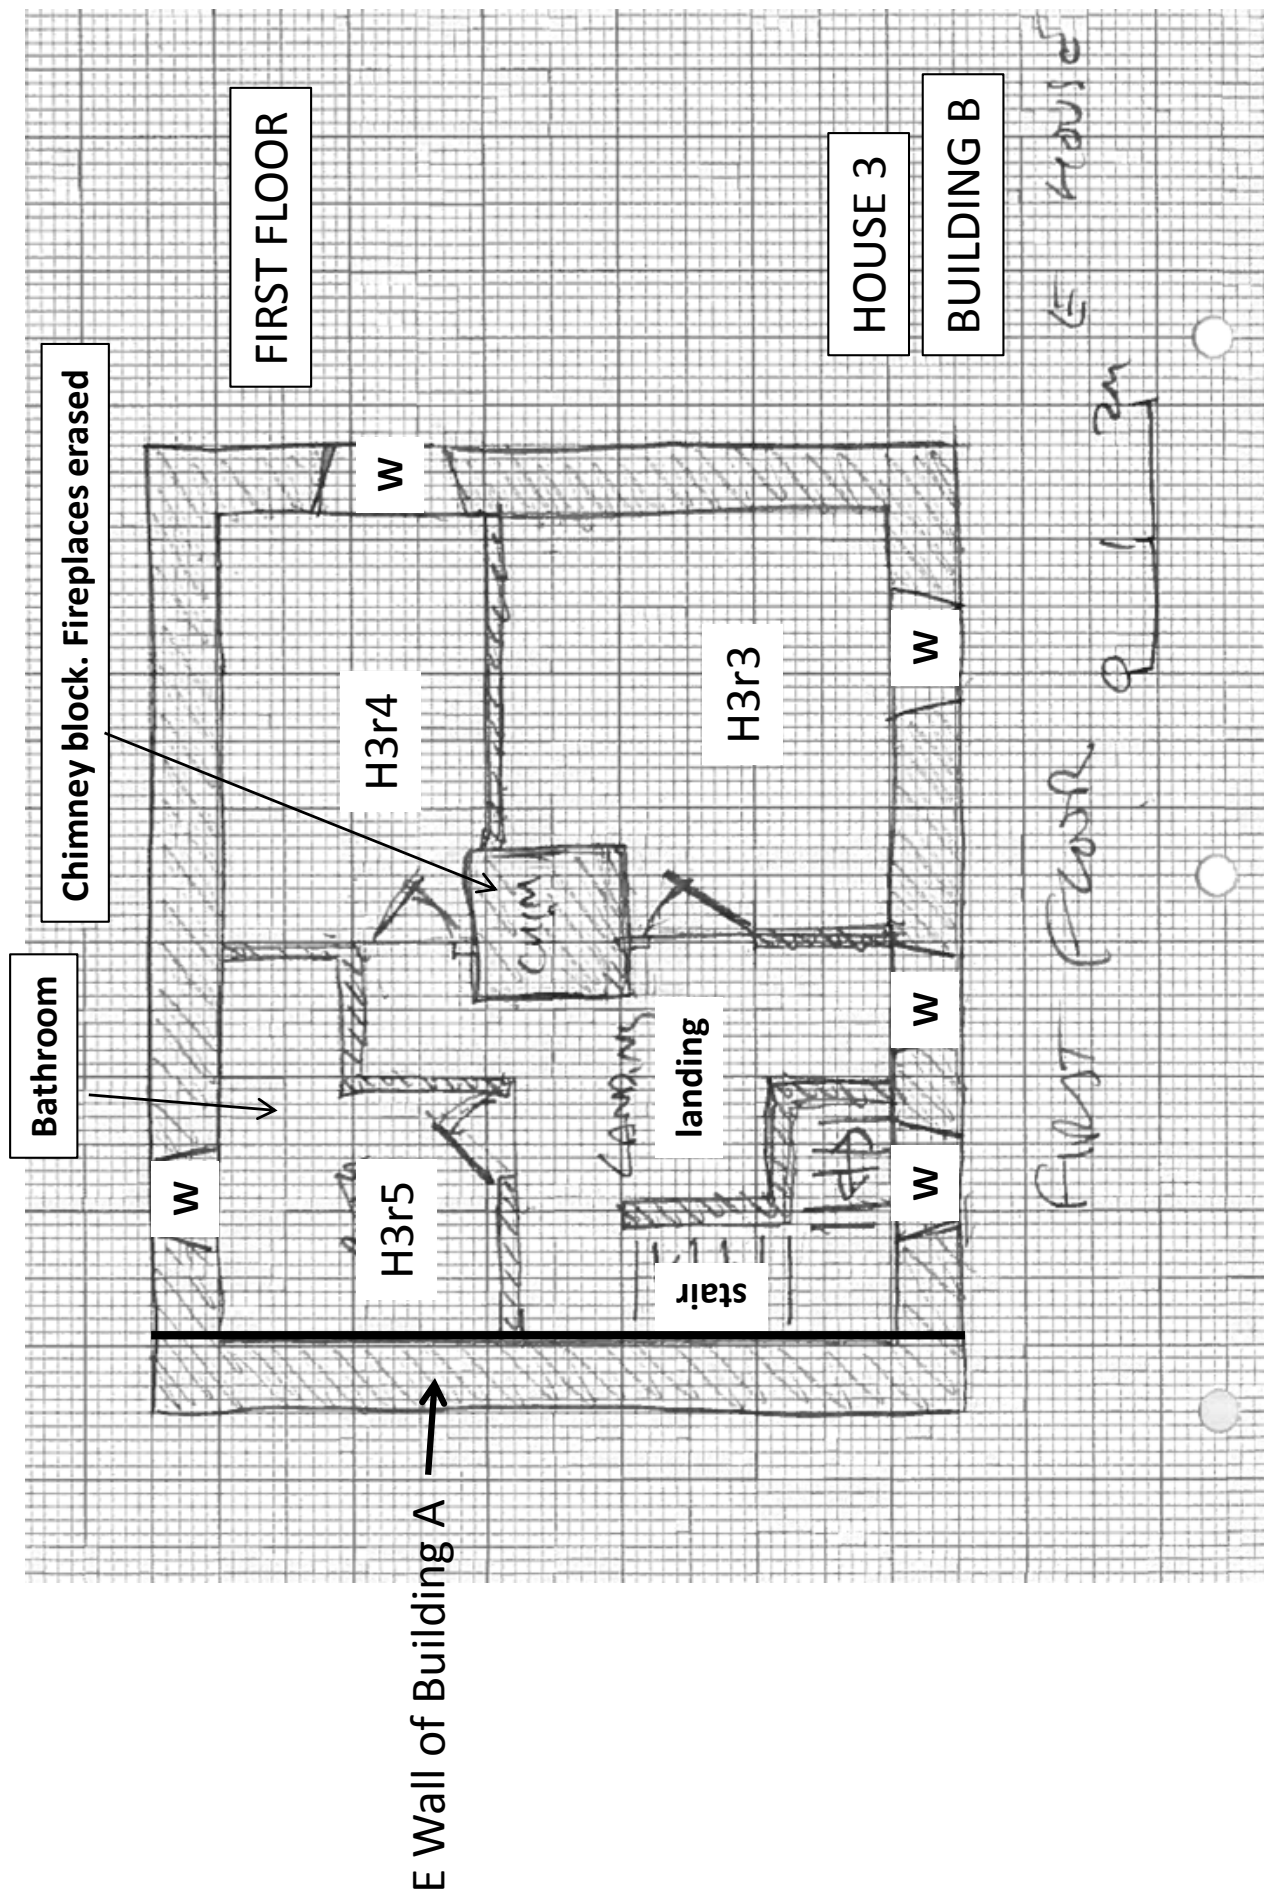 Chimney block. Fireplaces erased
Bathroom
FIRST FLOOR
W
W
H3r4
H3r5
CHIM
H3r3
LANDING
landing
stair
W
W
W
HOUSE 3
BUILDING B
E Wall of Building A
FIRST FLOOR
0 1 2m
E HOUSE